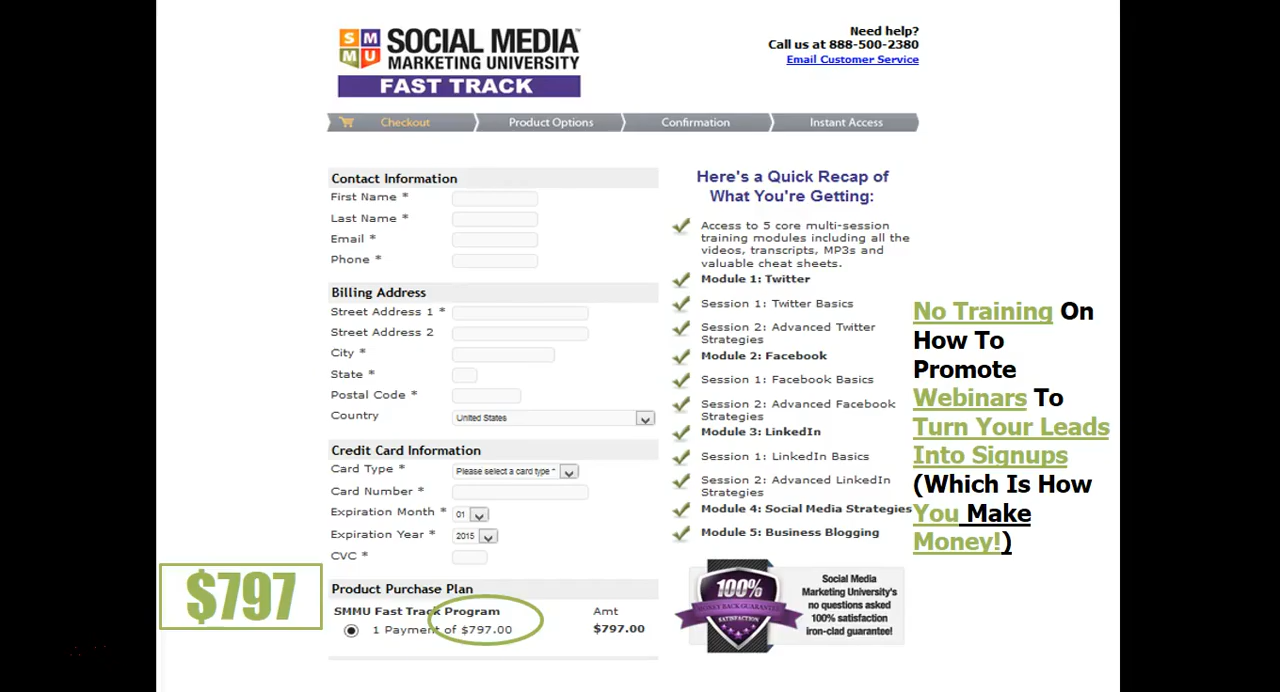 S M M U
SOCIAL MEDIA™
MARKETING UNIVERSITY
FAST TRACK
Need help?
Call us at 888-500-2380
Email Customer Service
Checkout
Product Options
Confirmation
Instant Access
Contact Information
First Name *
Last Name *
Email *
Phone *
Billing Address
Street Address 1 *
Street Address 2
City *
State *
Postal Code *
Country
United States
Credit Card Information
Card Type *
Please select a card type *
Card Number *
Expiration Month *
01
Expiration Year *
2015
CVC *
Product Purchase Plan
SMMU Fast Track Program
Amt
1 Payment of $797.00
$797.00
$797
Here's a Quick Recap of
What You're Getting:
Access to 5 core multi-session
training modules including all the
videos, transcripts, MP3s and
valuable cheat sheets.
Module 1: Twitter
Session 1: Twitter Basics
Session 2: Advanced Twitter
Strategies
Module 2: Facebook
Session 1: Facebook Basics
Session 2: Advanced Facebook
Strategies
Module 3: LinkedIn
Session 1: LinkedIn Basics
Session 2: Advanced LinkedIn
Strategies
Module 4: Social Media Strategies
Module 5: Business Blogging
100%
MONEY BACK GUARANTEE
SATISFACTION
Social Media
Marketing University's
no questions asked
100% satisfaction
iron-clad guarantee!
No Training On
How To
Promote
Webinars To
Turn Your Leads
Into Signups
(Which Is How
You Make
Money!)